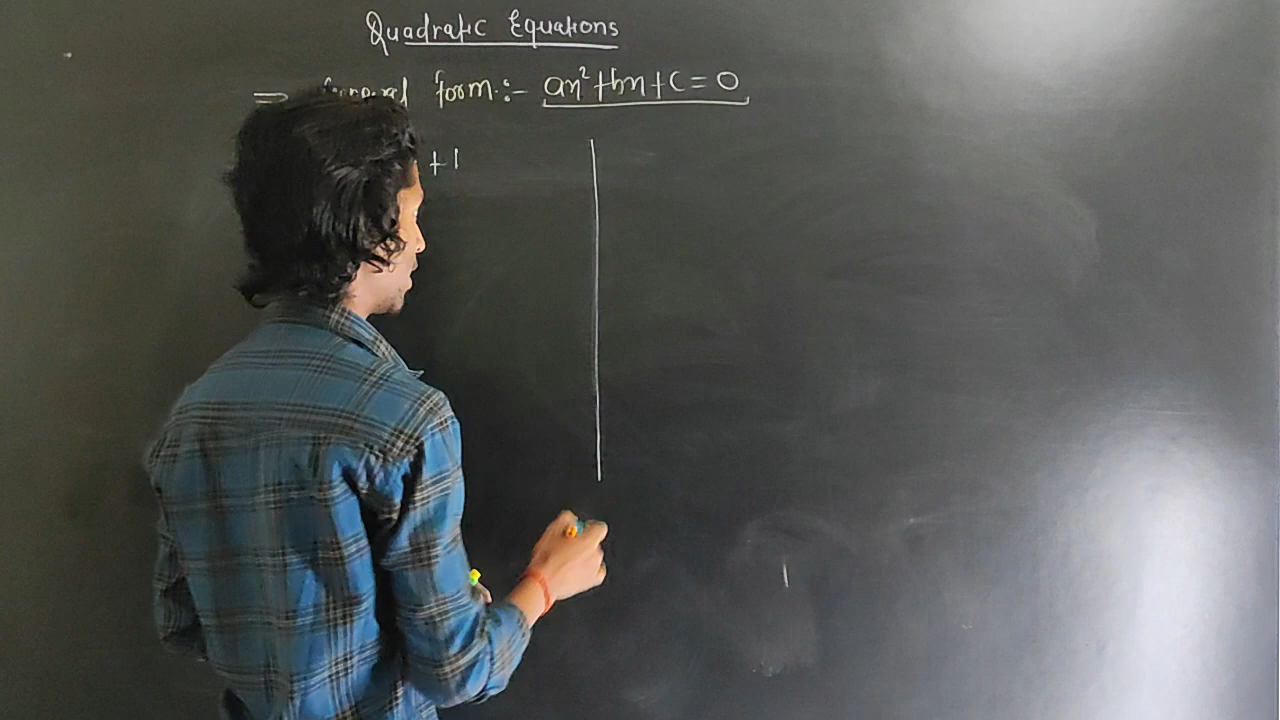 Quadratic Equations
⇒ General form :- ax²+bx+c=0
+1